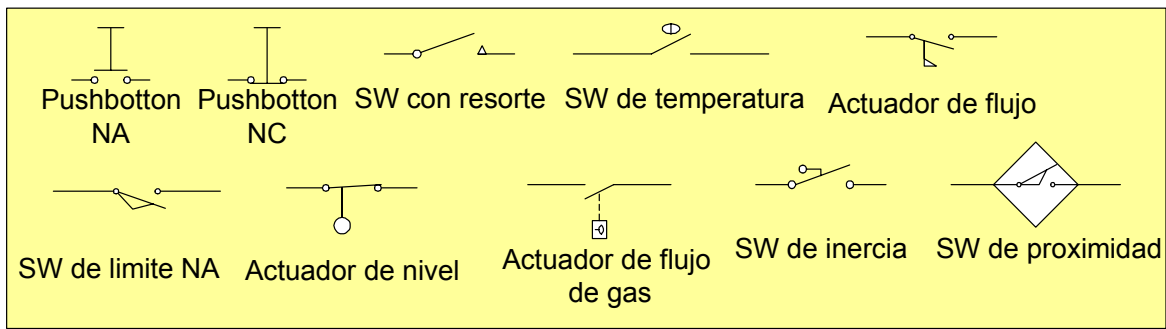 Pushbotton
NA
Pushbotton
NC
SW con resorte
SW de temperatura
Actuador de flujo
SW de limite NA
Actuador de nivel
Actuador de flujo
de gas
SW de inercia
SW de proximidad